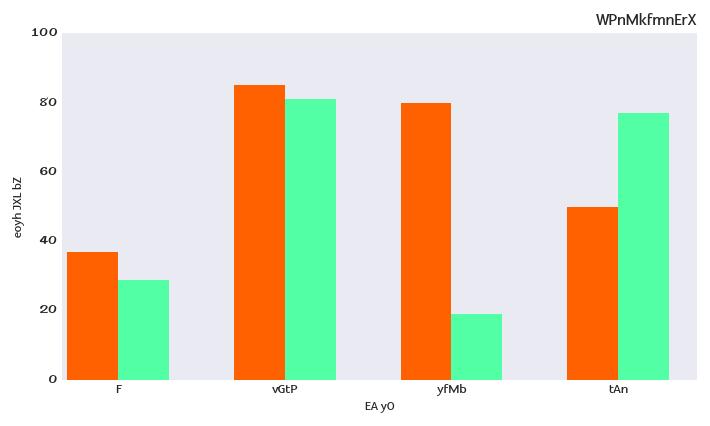 WPnMkfmnErX
100
80
60
40
20
0
eoyh JXL bZ
F vGtP yfMb tAn
EA yO